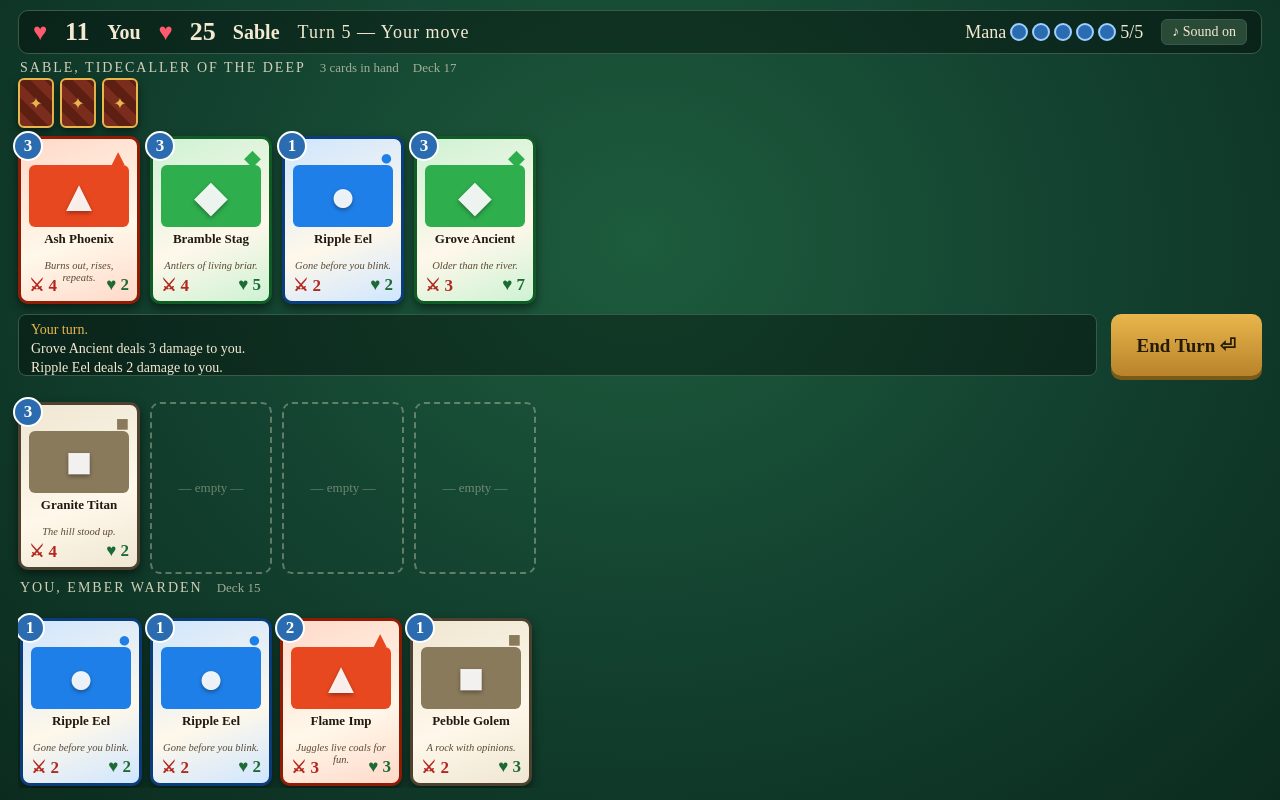 ♥ 11 You ♥ 25 Sable Turn 5 — Your move Mana 5/5 ♪ Sound on
SABLE, TIDECALLER OF THE DEEP 3 cards in hand Deck 17
3 3 1 3
Ash Phoenix Bramble Stag Ripple Eel Grove Ancient
Burns out, rises, repeats. Antlers of living briar. Gone before you blink. Older than the river.
⚔ 4 ♥ 2 ⚔ 4 ♥ 5 ⚔ 2 ♥ 2 ⚔ 3 ♥ 7
Your turn.
Grove Ancient deals 3 damage to you.
Ripple Eel deals 2 damage to you.
End Turn ⏎
3
Granite Titan
The hill stood up.
⚔ 4 ♥ 2
— empty — — empty — — empty —
YOU, EMBER WARDEN Deck 15
1 1 2 1
Ripple Eel Ripple Eel Flame Imp Pebble Golem
Gone before you blink. Gone before you blink. Juggles live coals for fun. A rock with opinions.
⚔ 2 ♥ 2 ⚔ 2 ♥ 2 ⚔ 3 ♥ 3 ⚔ 2 ♥ 3